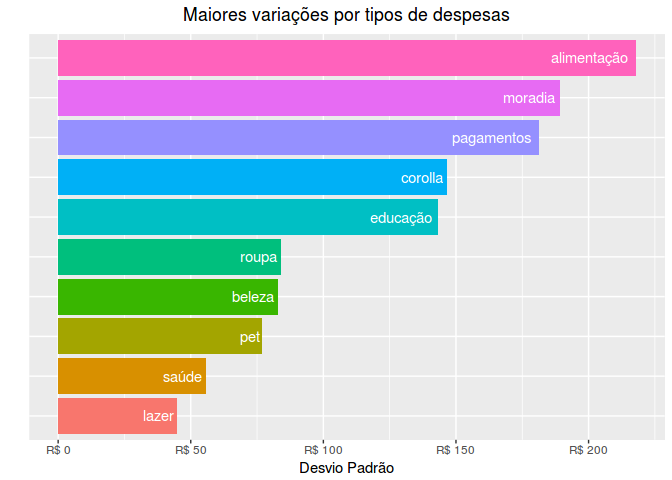 Maiores variações por tipos de despesas
alimentação
moradia
pagamentos
corolla
educação
roupa
beleza
pet
saúde
lazer
R$ 0 R$ 50 R$ 100 R$ 150 R$ 200
Desvio Padrão